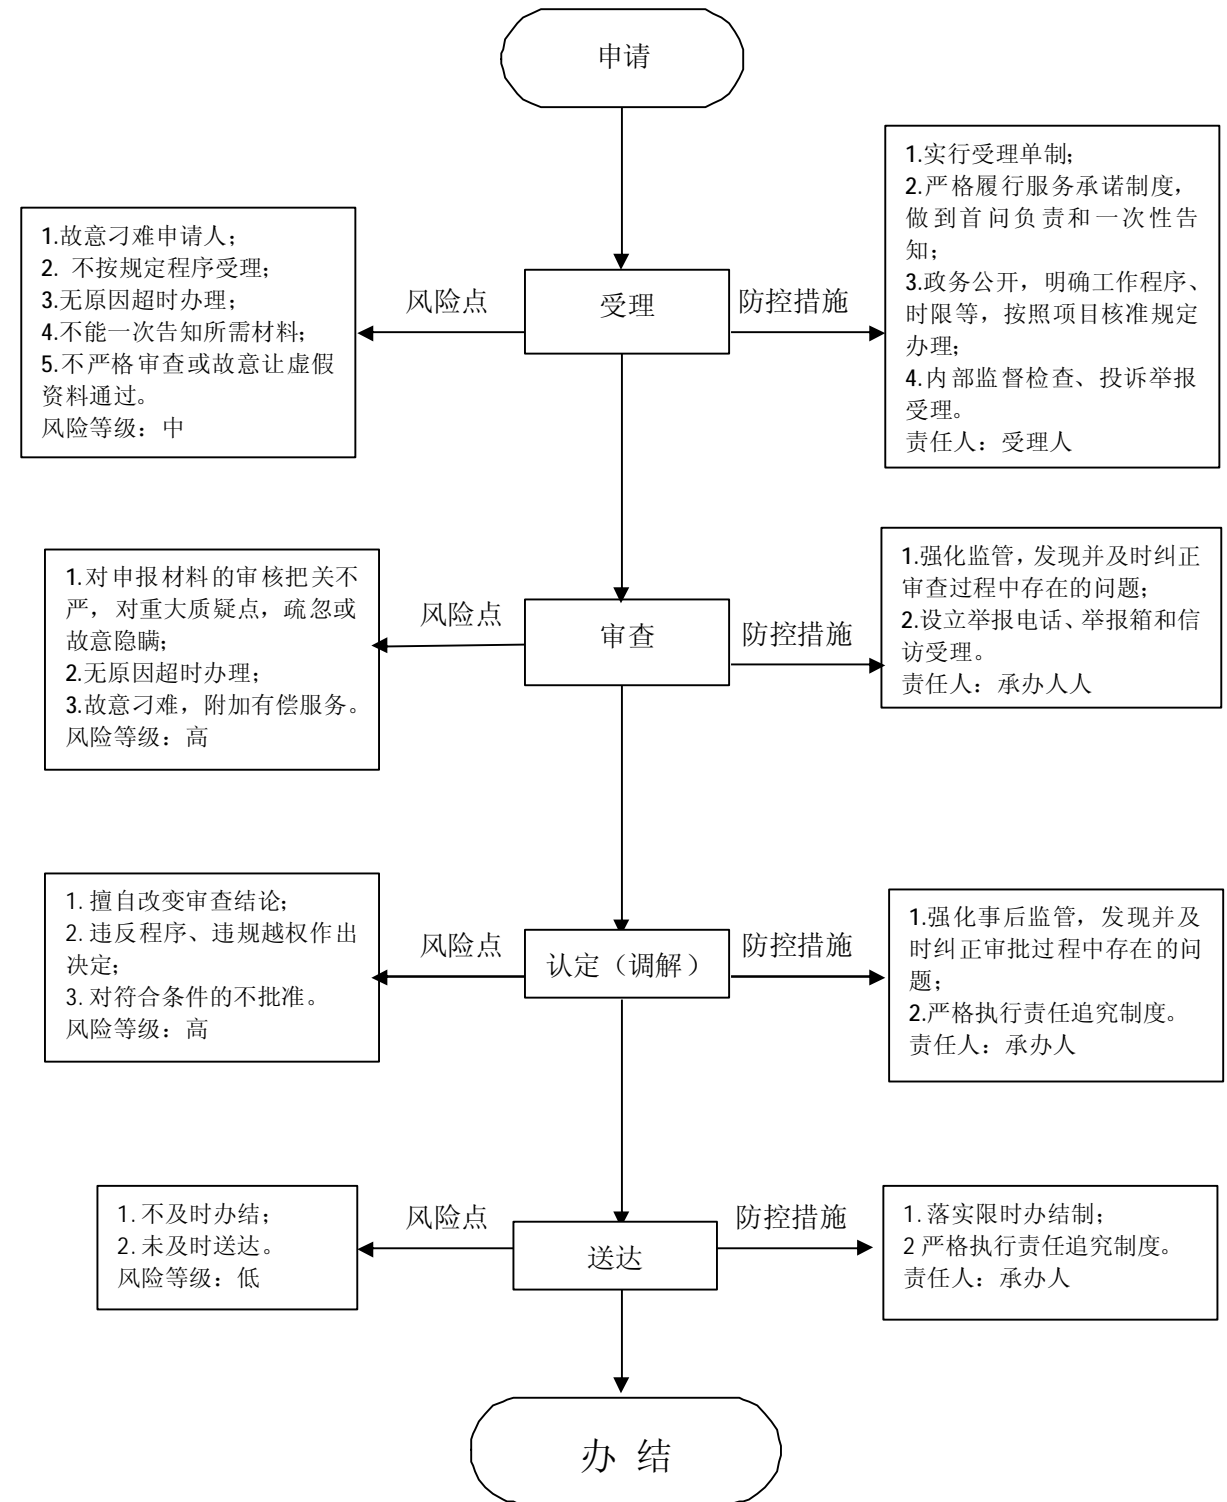 申请
1.故意刁难申请人；
2. 不按规定程序受理；
3.无原因超时办理；
4.不能一次告知所需材料；
5.不严格审查或故意让虚假
资料通过。
风险等级：中
风险点
受理
防控措施
1.实行受理单制；
2.严格履行服务承诺制度，
做到首问负责和一次性告
知；
3.政务公开，明确工作程序、
时限等，按照项目核准规定
办理；
4.内部监督检查、投诉举报
受理。
责任人：受理人
1.对申报材料的审核把关不
严，对重大质疑点，疏忽或
故意隐瞒；
2.无原因超时办理；
3.故意刁难，附加有偿服务。
风险等级：高
风险点
审查
防控措施
1.强化监管，发现并及时纠正
审查过程中存在的问题；
2.设立举报电话、举报箱和信
访受理。
责任人：承办人人
1. 擅自改变审查结论；
2. 违反程序、违规越权作出
决定；
3. 对符合条件的不批准。
风险等级：高
风险点
认定（调解）
防控措施
1.强化事后监管，发现并及
时纠正审批过程中存在的问
题；
2.严格执行责任追究制度。
责任人：承办人
1. 不及时办结；
2. 未及时送达。
风险等级：低
风险点
送达
防控措施
1. 落实限时办结制；
2 严格执行责任追究制度。
责任人：承办人
办 结